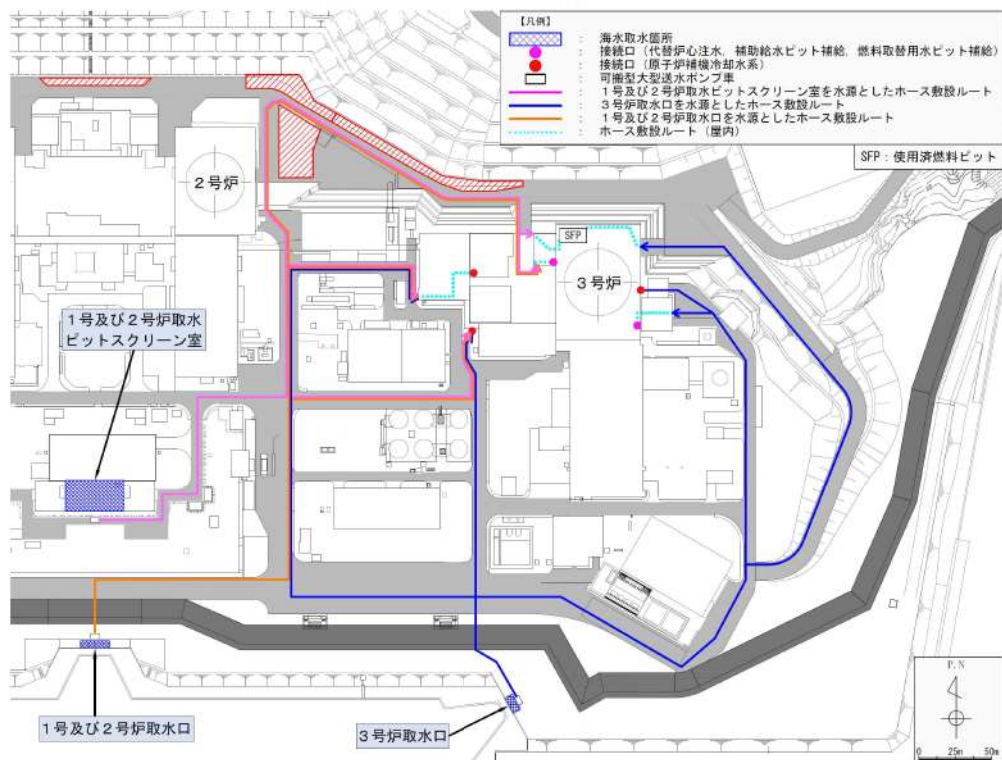 【凡例】
： 海水取水箇所
： 接続口（代替炉心注水，補助給水ピット補給，燃料取替用水ピット補給）
： 接続口（原子炉補機冷却水系）
： 可搬型大型送水ポンプ車
： 1号及び2号炉取水ピットスクリーン室を水源としたホース敷設ルート
： 3号炉取水口を水源としたホース敷設ルート
： 1号及び2号炉取水口を水源としたホース敷設ルート
： ホース敷設ルート（屋内）
SFP：使用済燃料ピット
2号炉
SFP
3号炉
1号及び2号炉取水
ピットスクリーン室
1号及び2号炉取水口
3号炉取水口
P.N
0 25m 50m